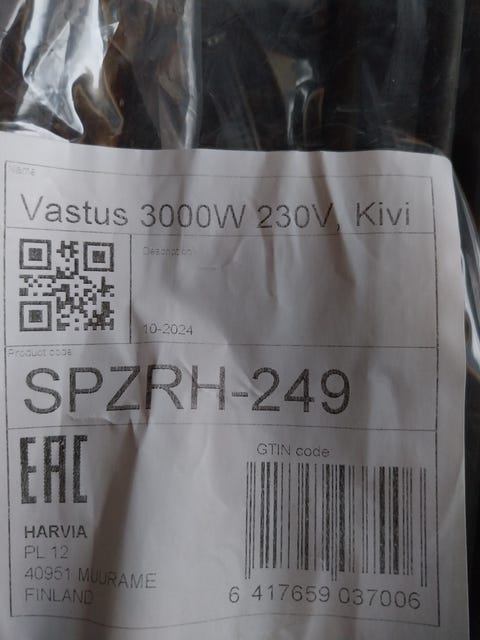 Name
Vastus 3000W 230V, Kivi
Description
10-2024
Product code
SPZRH-249
EAC
GTIN code
HARVIA
PL 12
40951 MUURAME
FINLAND
6 417659 037006